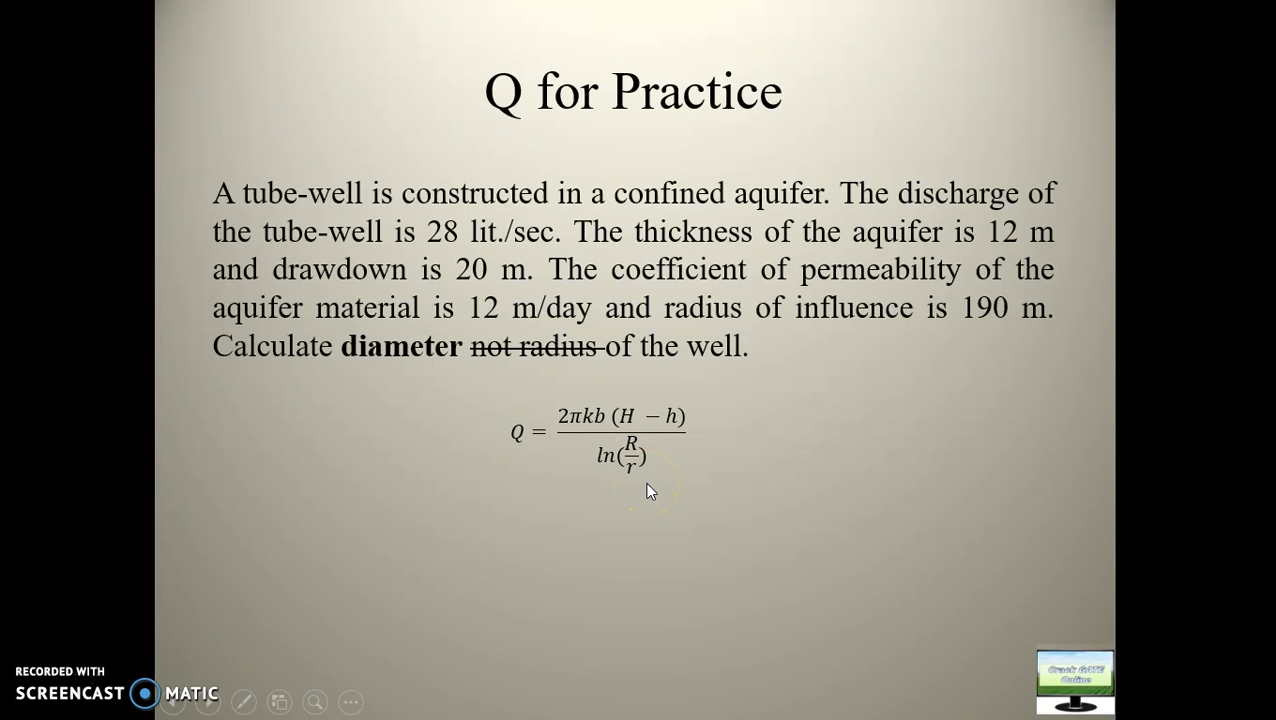 Q for Practice
A tube-well is constructed in a confined aquifer. The discharge of
the tube-well is 28 lit./sec. The thickness of the aquifer is 12 m
and drawdown is 20 m. The coefficient of permeability of the
aquifer material is 12 m/day and radius of influence is 190 m.
Calculate diameter not radius of the well.
Q = 2πkb (H − h) / ln(R/r)
Crack GATE
Online
RECORDED WITH
SCREENCAST MATIC